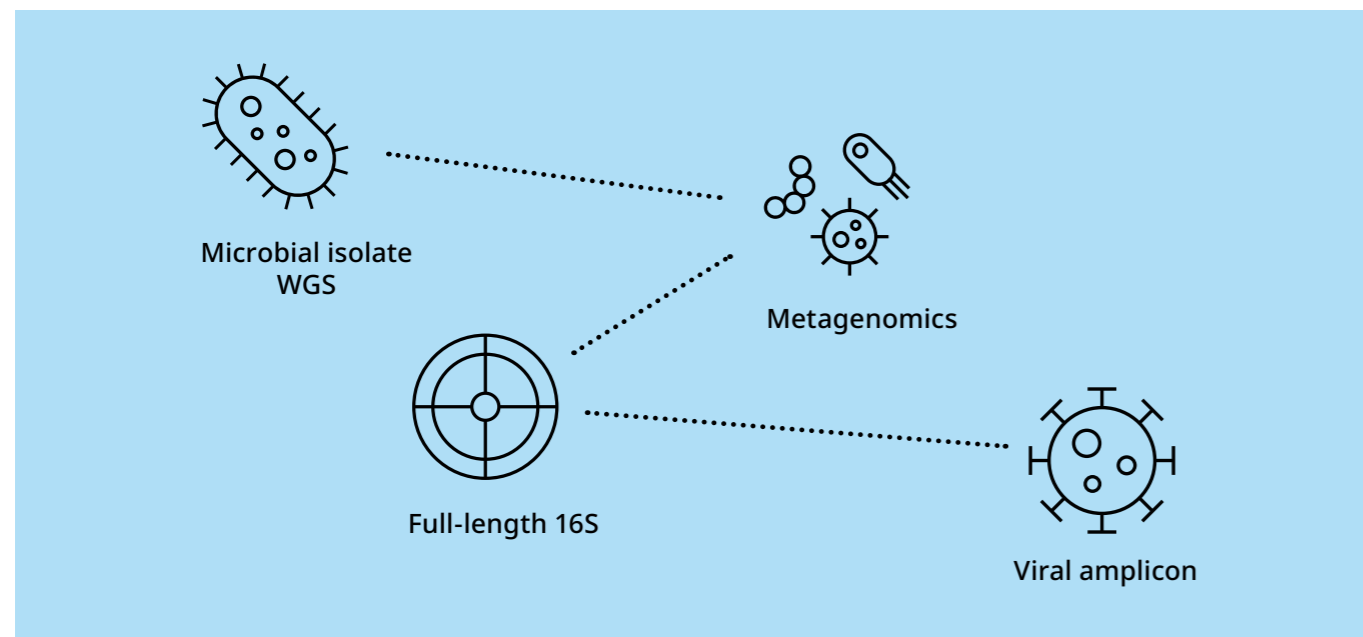 Microbial isolate
WGS
Metagenomics
Full-length 16S
Viral amplicon